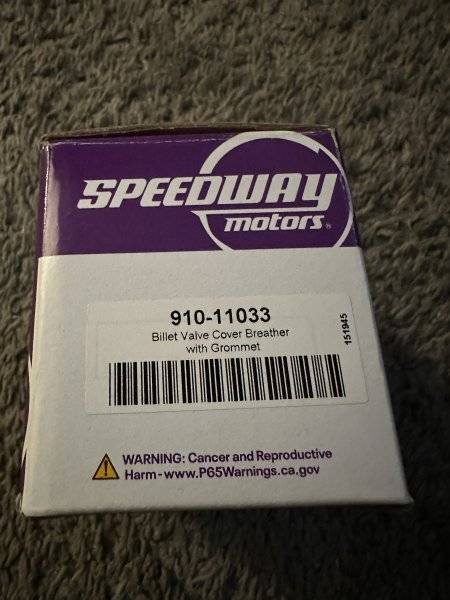 SPEEDWAY
motors®
910-11033
Billet Valve Cover Breather
with Grommet
151945
WARNING: Cancer and Reproductive
Harm-www.P65Warnings.ca.gov